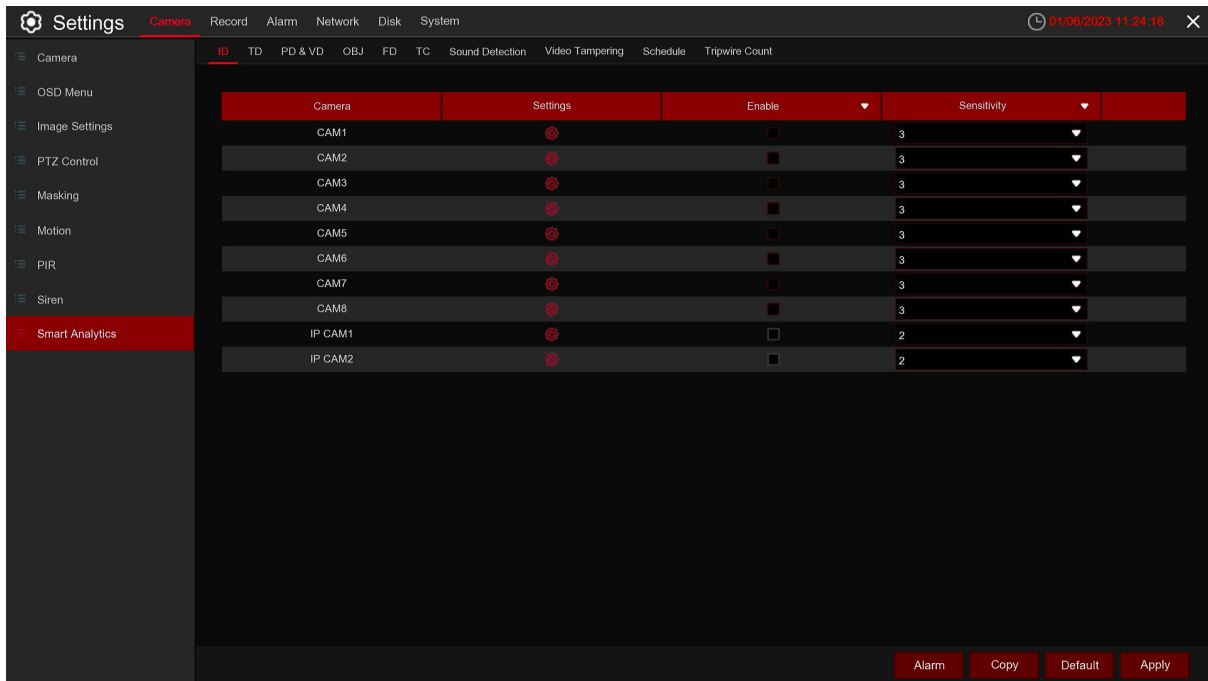 Settings Camera Record Alarm Network Disk System 01/06/2023 11:24:18
ID TD PD & VD OBJ FD TC Sound Detection Video Tampering Schedule Tripwire Count
Camera
OSD Menu
Image Settings
PTZ Control
Masking
Motion
PIR
Siren
Smart Analytics
Camera Settings Enable Sensitivity
CAM1 3
CAM2 3
CAM3 3
CAM4 3
CAM5 3
CAM6 3
CAM7 3
CAM8 3
IP CAM1 2
IP CAM2 2
Alarm Copy Default Apply